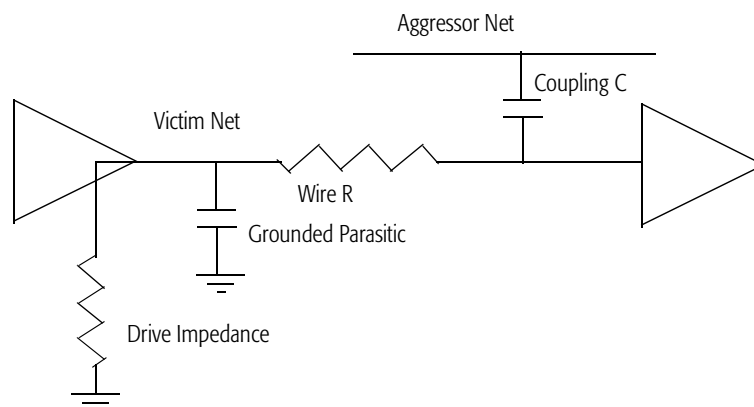 Aggressor Net
Coupling C
Victim Net
Wire R
Grounded Parasitic
Drive Impedance